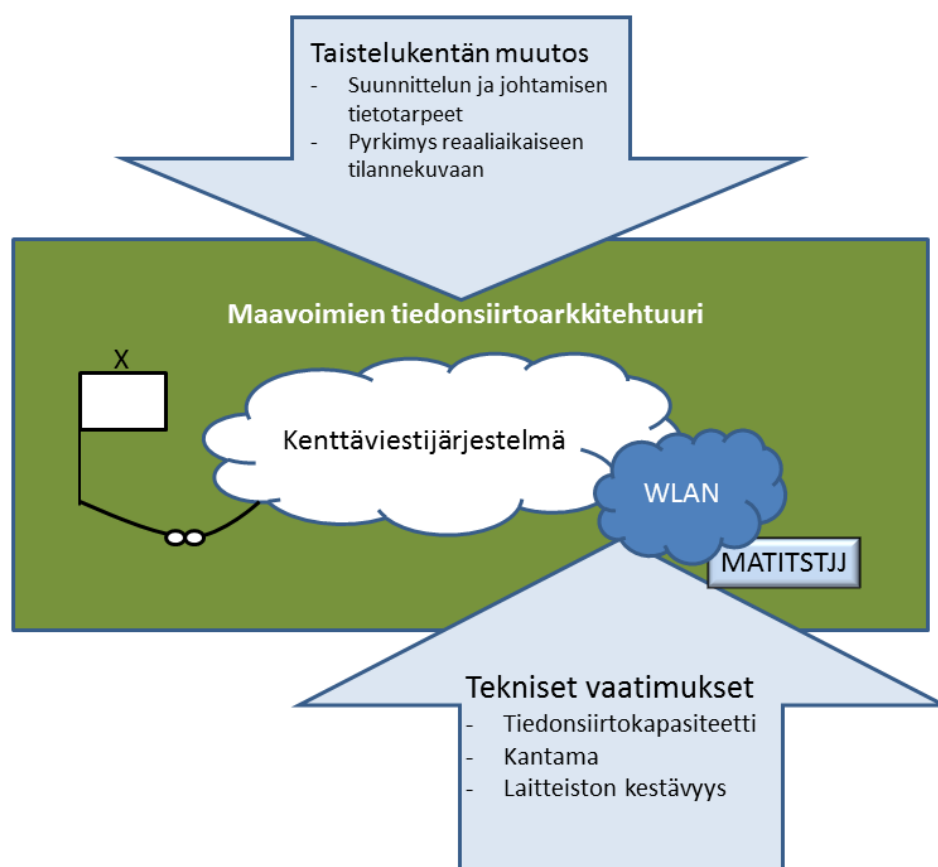 Taistelukentän muutos
- Suunnittelun ja johtamisen
tietotarpeet
- Pyrkimys reaaliaikaiseen
tilannekuvaan
Maavoimien tiedonsiirtoarkkitehtuuri
X
Kenttäviestijärjestelmä
WLAN
MATITSTJJ
Tekniset vaatimukset
- Tiedonsiirtokapasiteetti
- Kantama
- Laitteiston kestävyys